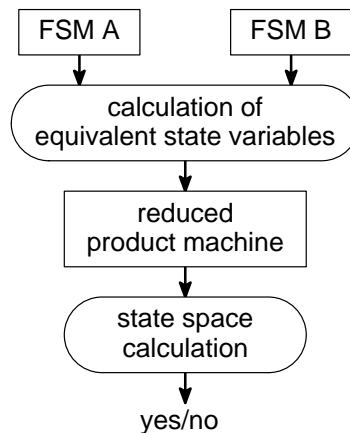 FSM A
FSM B
calculation of
equivalent state variables
reduced
product machine
state space
calculation
yes/no